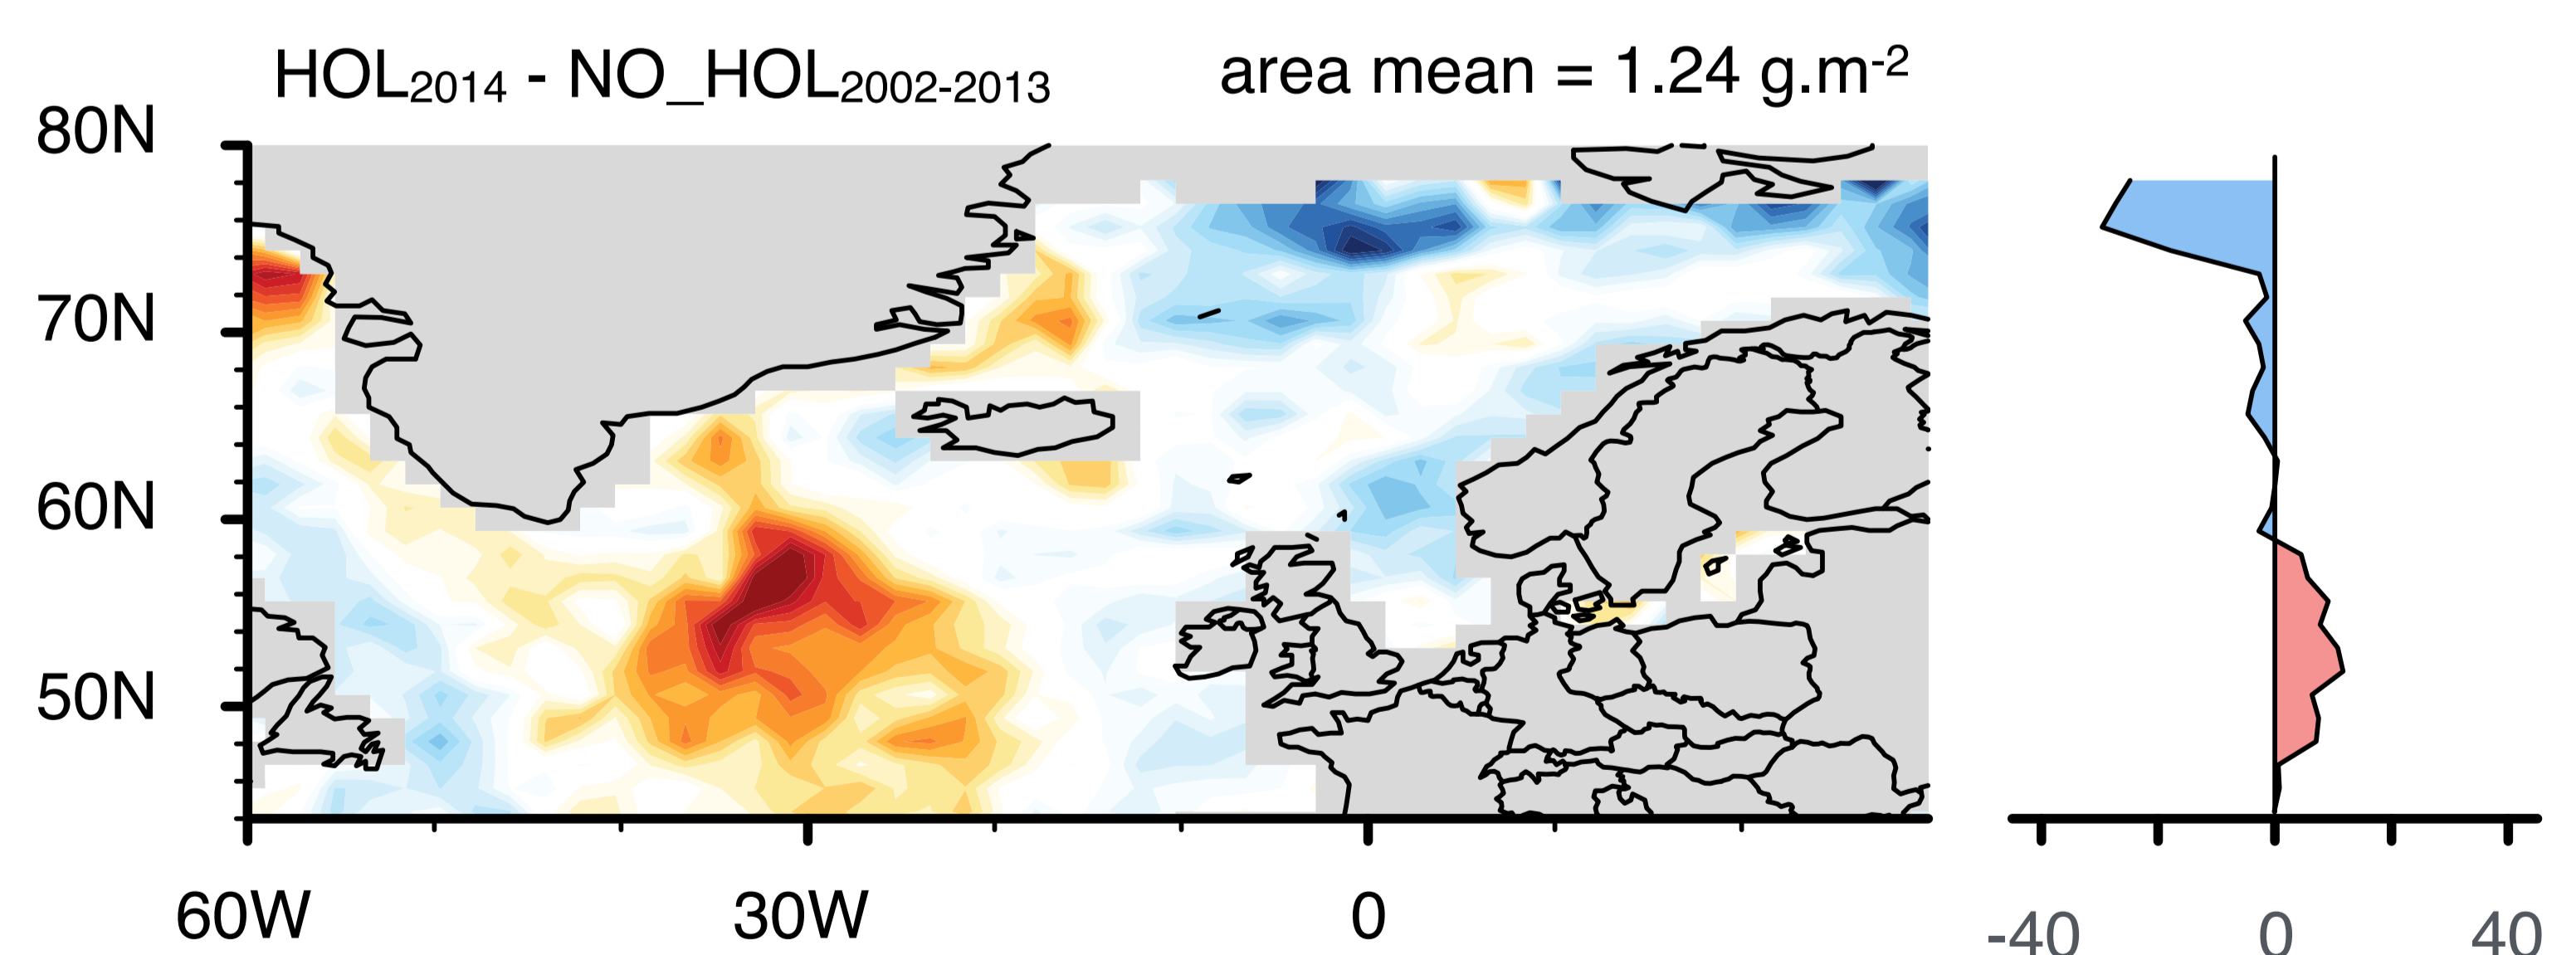 HOL₂₀₁₄ - NO_HOL₂₀₀₂₋₂₀₁₃ area mean = 1.24 g.m⁻²
80N
70N
60N
50N
60W 30W 0
-40 0 40